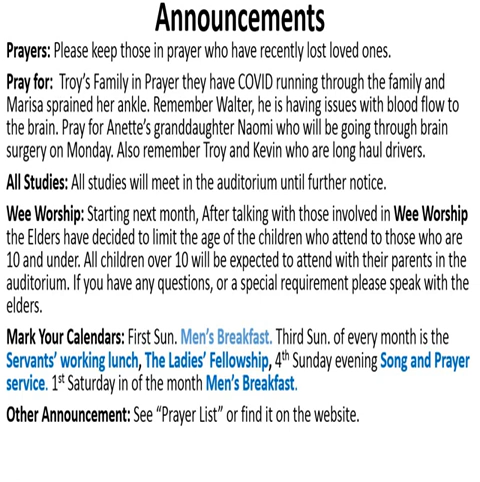 Announcements
Prayers: Please keep those in prayer who have recently lost loved ones.
Pray for: Troy's Family in Prayer they have COVID running through the family and
Marisa sprained her ankle. Remember Walter, he is having issues with blood flow to
the brain. Pray for Anette's granddaughter Naomi who will be going through brain
surgery on Monday. Also remember Troy and Kevin who are long haul drivers.
All Studies: All studies will meet in the auditorium until further notice.
Wee Worship: Starting next month, After talking with those involved in Wee Worship
the Elders have decided to limit the age of the children who attend to those who are
10 and under. All children over 10 will be expected to attend with their parents in the
auditorium. If you have any questions, or a special requirement please speak with the
elders.
Mark Your Calendars: First Sun. Men's Breakfast. Third Sun. of every month is the
Servants' working lunch, The Ladies' Fellowship, 4th Sunday evening Song and Prayer
service. 1st Saturday in of the month Men's Breakfast.
Other Announcement: See "Prayer List" or find it on the website.